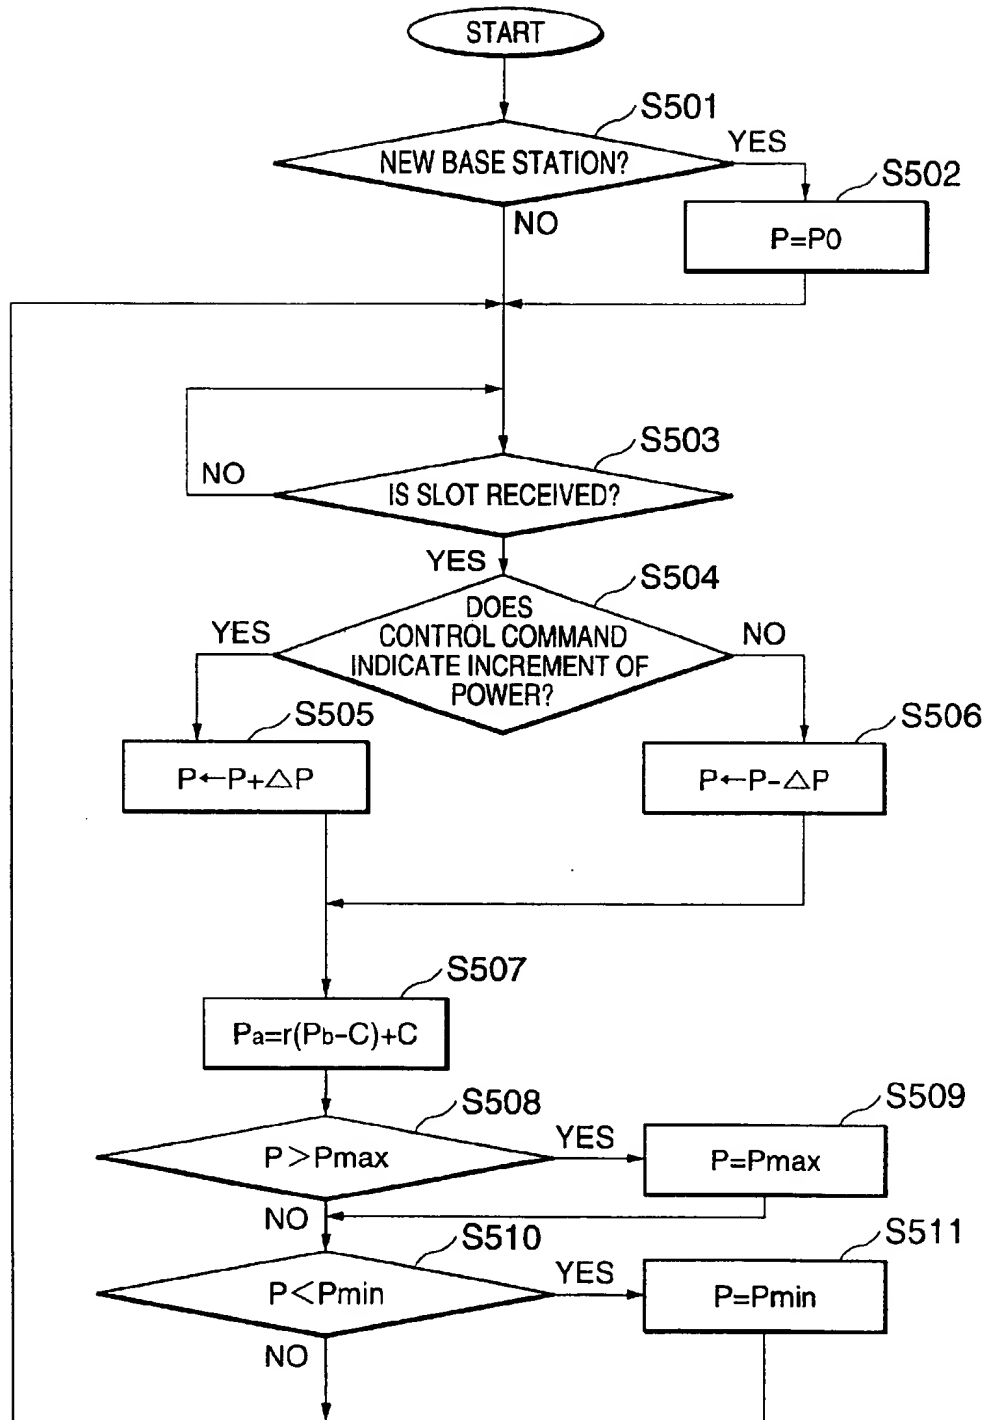 START
S501
NEW BASE STATION?
YES
S502
NO
P=P0
S503
NO
IS SLOT RECEIVED?
YES
S504
DOES
CONTROL COMMAND
INDICATE INCREMENT OF
POWER?
YES
NO
S505
S506
P←P+△P
P←P-△P
S507
Pa=r(Pb-C)+C
S508
S509
P>Pmax
YES
P=Pmax
NO
S510
S511
P<Pmin
YES
P=Pmin
NO